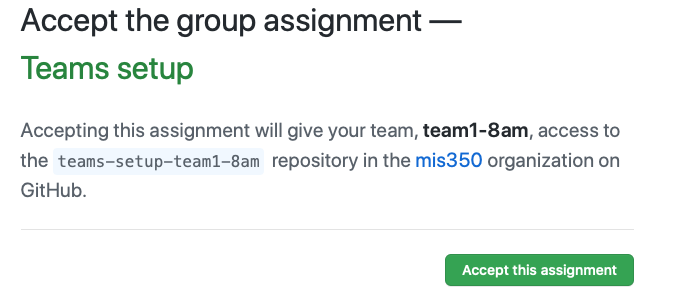 Accept the group assignment —
Teams setup
Accepting this assignment will give your team, team1-8am, access to
the teams-setup-team1-8am repository in the mis350 organization on
GitHub.
Accept this assignment